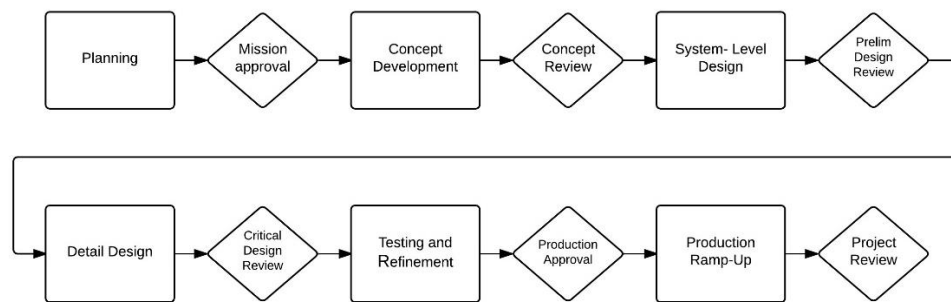 Planning
Mission
approval
Concept
Development
Concept
Review
System- Level
Design
Prelim
Design
Review
Detail Design
Critical
Design
Review
Testing and
Refinement
Production
Approval
Production
Ramp-Up
Project
Review